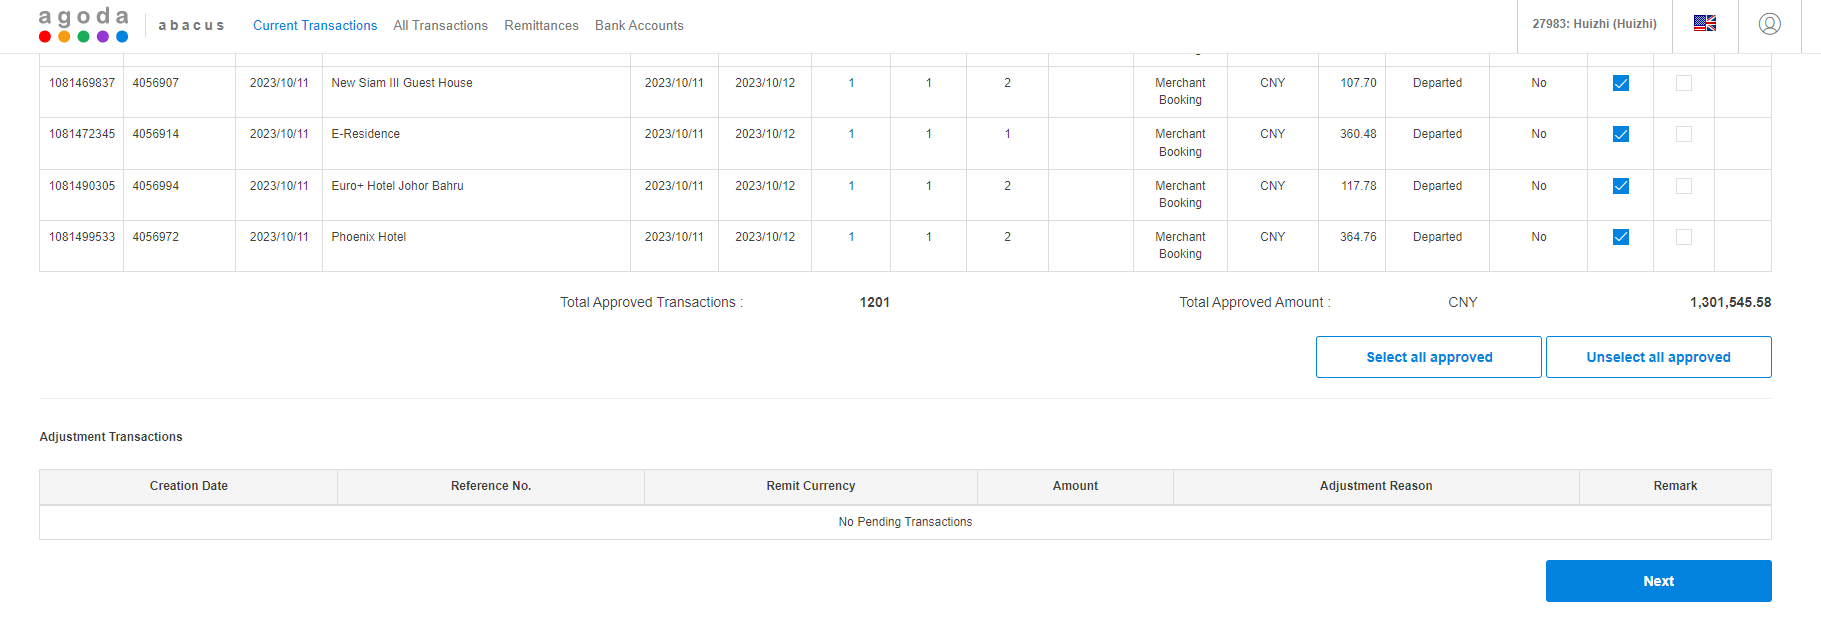 agoda
abacus Current Transactions All Transactions Remittances Bank Accounts 27983: Huizhi (Huizhi)
1081469837 4056907 2023/10/11 New Siam III Guest House 2023/10/11 2023/10/12 1 1 2 Merchant Booking CNY 107.70 Departed No
1081472345 4056914 2023/10/11 E-Residence 2023/10/11 2023/10/12 1 1 1 Merchant Booking CNY 360.48 Departed No
1081490305 4056994 2023/10/11 Euro+ Hotel Johor Bahru 2023/10/11 2023/10/12 1 1 2 Merchant Booking CNY 117.78 Departed No
1081499533 4056972 2023/10/11 Phoenix Hotel 2023/10/11 2023/10/12 1 1 2 Merchant Booking CNY 364.76 Departed No
Total Approved Transactions : 1201 Total Approved Amount : CNY 1,301,545.58
Select all approved Unselect all approved
Adjustment Transactions
Creation Date Reference No. Remit Currency Amount Adjustment Reason Remark
No Pending Transactions
Next